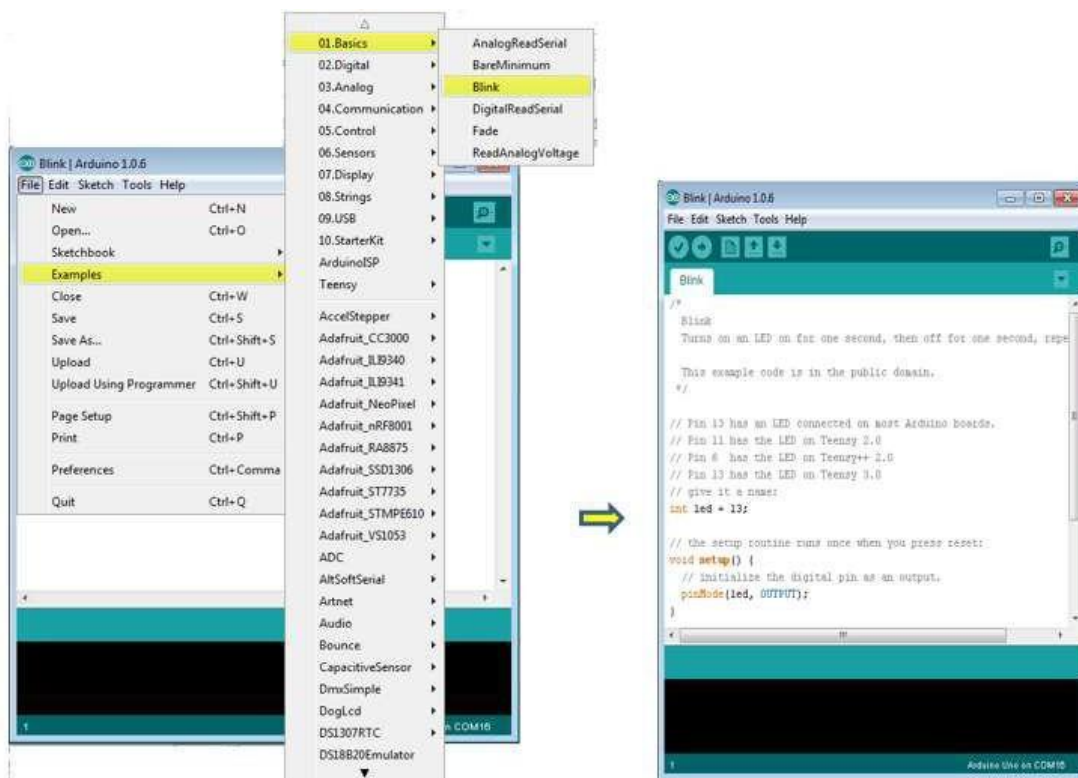 01.Basics
02.Digital
03.Analog
04.Communication
05.Control
06.Sensors
07.Display
08.Strings
09.USB
10.StarterKit
ArduinoISP
Teensy
AccelStepper
Adafruit_CC3000
Adafruit_ILI9340
Adafruit_ILI9341
Adafruit_NeoPixel
Adafruit_nRF8001
Adafruit_RA8875
Adafruit_SSD1306
Adafruit_ST7735
Adafruit_STMPE610
Adafruit_VS1053
ADC
AltSoftSerial
Artnet
Audio
Bounce
CapacitiveSensor
DmxSimple
DogLcd
DS1307RTC
DS18B20Emulator
AnalogReadSerial
BareMinimum
Blink
DigitalReadSerial
Fade
ReadAnalogVoltage
Blink | Arduino 1.0.6
File Edit Sketch Tools Help
New Ctrl+N
Open... Ctrl+O
Sketchbook
Examples
Close Ctrl+W
Save Ctrl+S
Save As... Ctrl+Shift+S
Upload Ctrl+U
Upload Using Programmer Ctrl+Shift+U
Page Setup Ctrl+Shift+P
Print Ctrl+P
Preferences Ctrl+Comma
Quit Ctrl+Q
1 on COM16
Blink | Arduino 1.0.6
File Edit Sketch Tools Help
Blink
/*
Blink
Turns on an LED on for one second, then off for one second, repe
This example code is in the public domain.
*/
// Pin 13 has an LED connected on most Arduino boards.
// Pin 11 has the LED on Teensy 2.0
// Pin 6 has the LED on Teensy++ 2.0
// Pin 13 has the LED on Teensy 3.0
// give it a name:
int led = 13;
// the setup routine runs once when you press reset:
void setup() {
// initialize the digital pin as an output.
pinMode(led, OUTPUT);
}
1 Arduino Uno on COM16